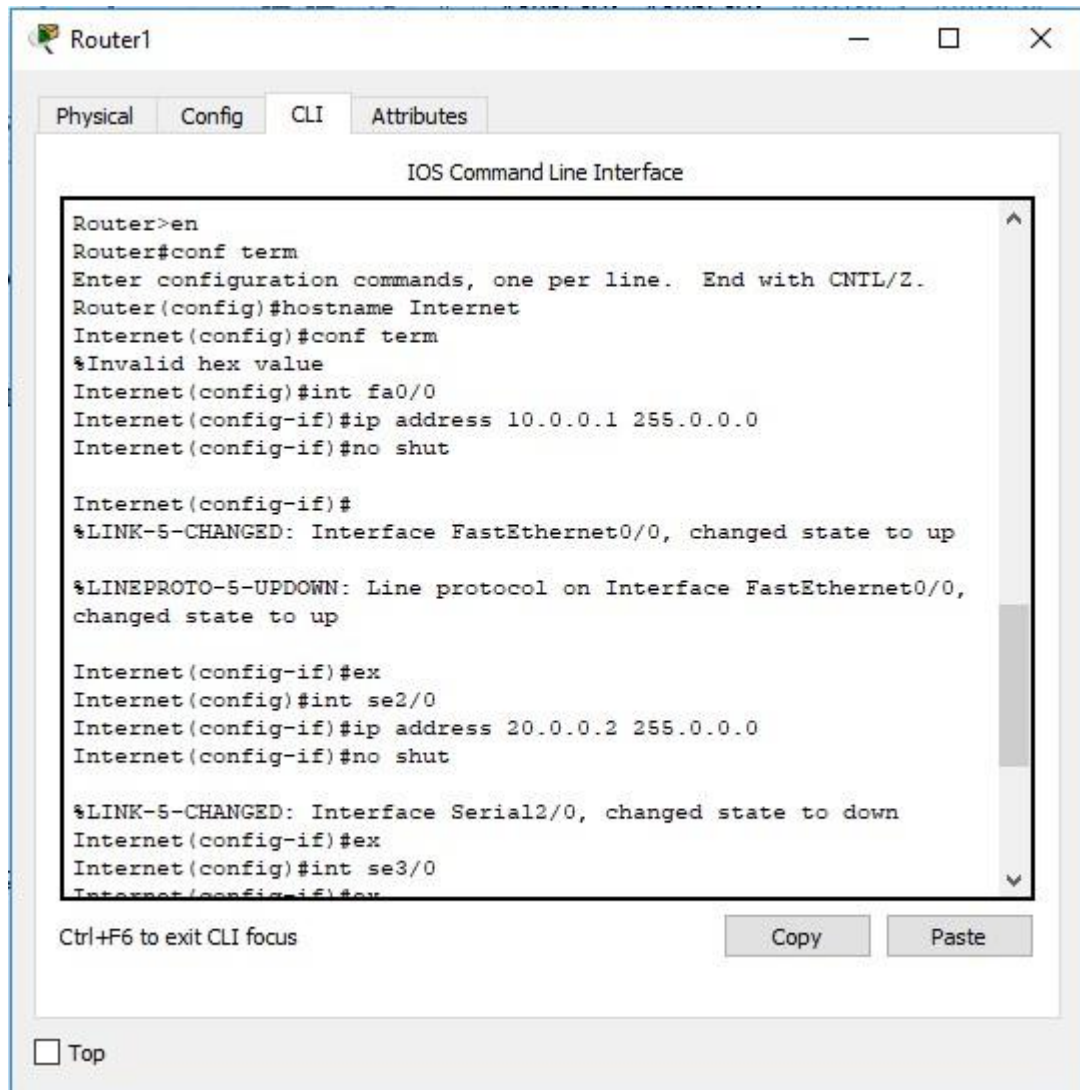 Router1
Physical Config CLI Attributes
IOS Command Line Interface
Router>en
Router#conf term
Enter configuration commands, one per line.  End with CNTL/Z.
Router(config)#hostname Internet
Internet(config)#conf term
%Invalid hex value
Internet(config)#int fa0/0
Internet(config-if)#ip address 10.0.0.1 255.0.0.0
Internet(config-if)#no shut
Internet(config-if)#
%LINK-5-CHANGED: Interface FastEthernet0/0, changed state to up
%LINEPROTO-5-UPDOWN: Line protocol on Interface FastEthernet0/0,
changed state to up
Internet(config-if)#ex
Internet(config)#int se2/0
Internet(config-if)#ip address 20.0.0.2 255.0.0.0
Internet(config-if)#no shut
%LINK-5-CHANGED: Interface Serial2/0, changed state to down
Internet(config-if)#ex
Internet(config)#int se3/0
Internet(config-if)#ex
Ctrl+F6 to exit CLI focus
Copy Paste
Top